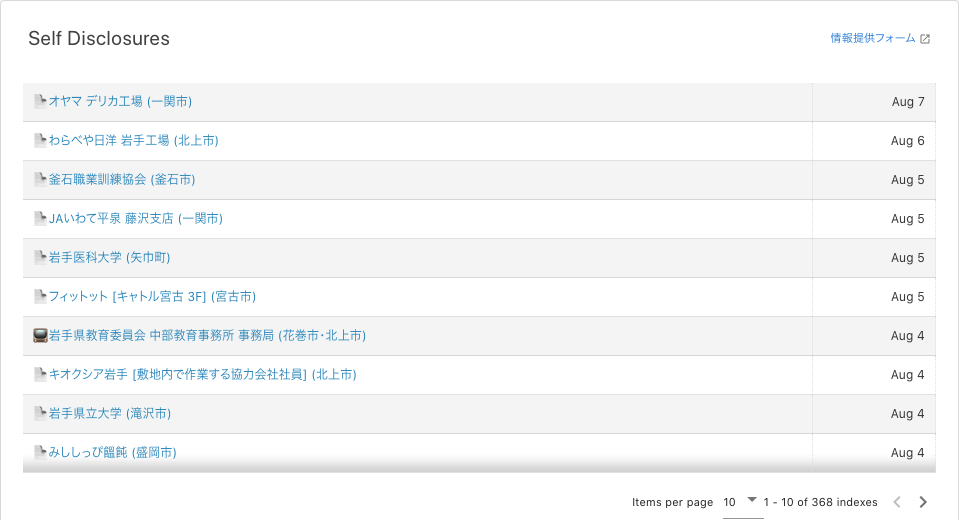 Self Disclosures
情報提供フォーム
オヤマ デリカ工場 (一関市) Aug 7
わらべや日洋 岩手工場 (北上市) Aug 6
釜石職業訓練協会 (釜石市) Aug 5
JAいわて平泉 藤沢支店 (一関市) Aug 5
岩手医科大学 (矢巾町) Aug 5
フィットット [キャトル宮古 3F] (宮古市) Aug 5
岩手県教育委員会 中部教育事務所 事務局 (花巻市･北上市) Aug 4
キオクシア岩手 [敷地内で作業する協力会社社員] (北上市) Aug 4
岩手県立大学 (滝沢市) Aug 4
みししっぴ饂飩 (盛岡市) Aug 4
Items per page 10 1 - 10 of 368 indexes